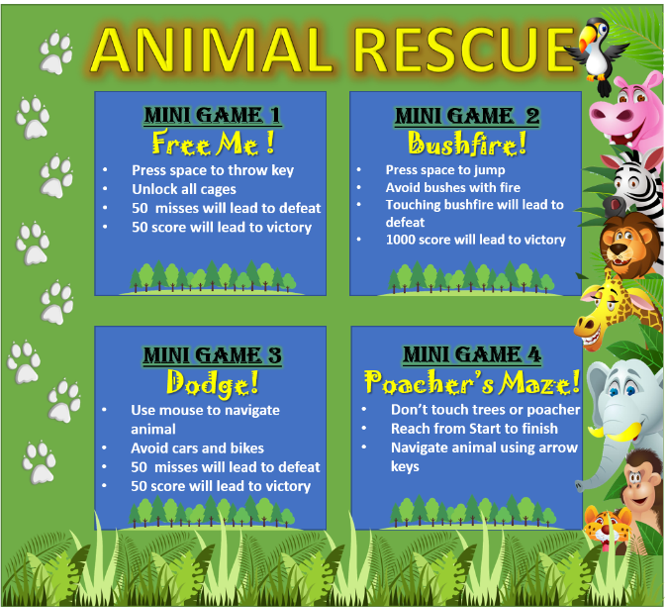 ANIMAL RESCUE
MINI GAME 1
Free Me !
• Press space to throw key
• Unlock all cages
• 50 misses will lead to defeat
• 50 score will lead to victory
MINI GAME 2
Bushfire!
• Press space to jump
• Avoid bushes with fire
• Touching bushfire will lead to
defeat
• 1000 score will lead to victory
MINI GAME 3
Dodge!
• Use mouse to navigate
animal
• Avoid cars and bikes
• 50 misses will lead to defeat
• 50 score will lead to victory
MINI GAME 4
Poacher's Maze!
• Don't touch trees or poacher
• Reach from Start to finish
• Navigate animal using arrow
keys